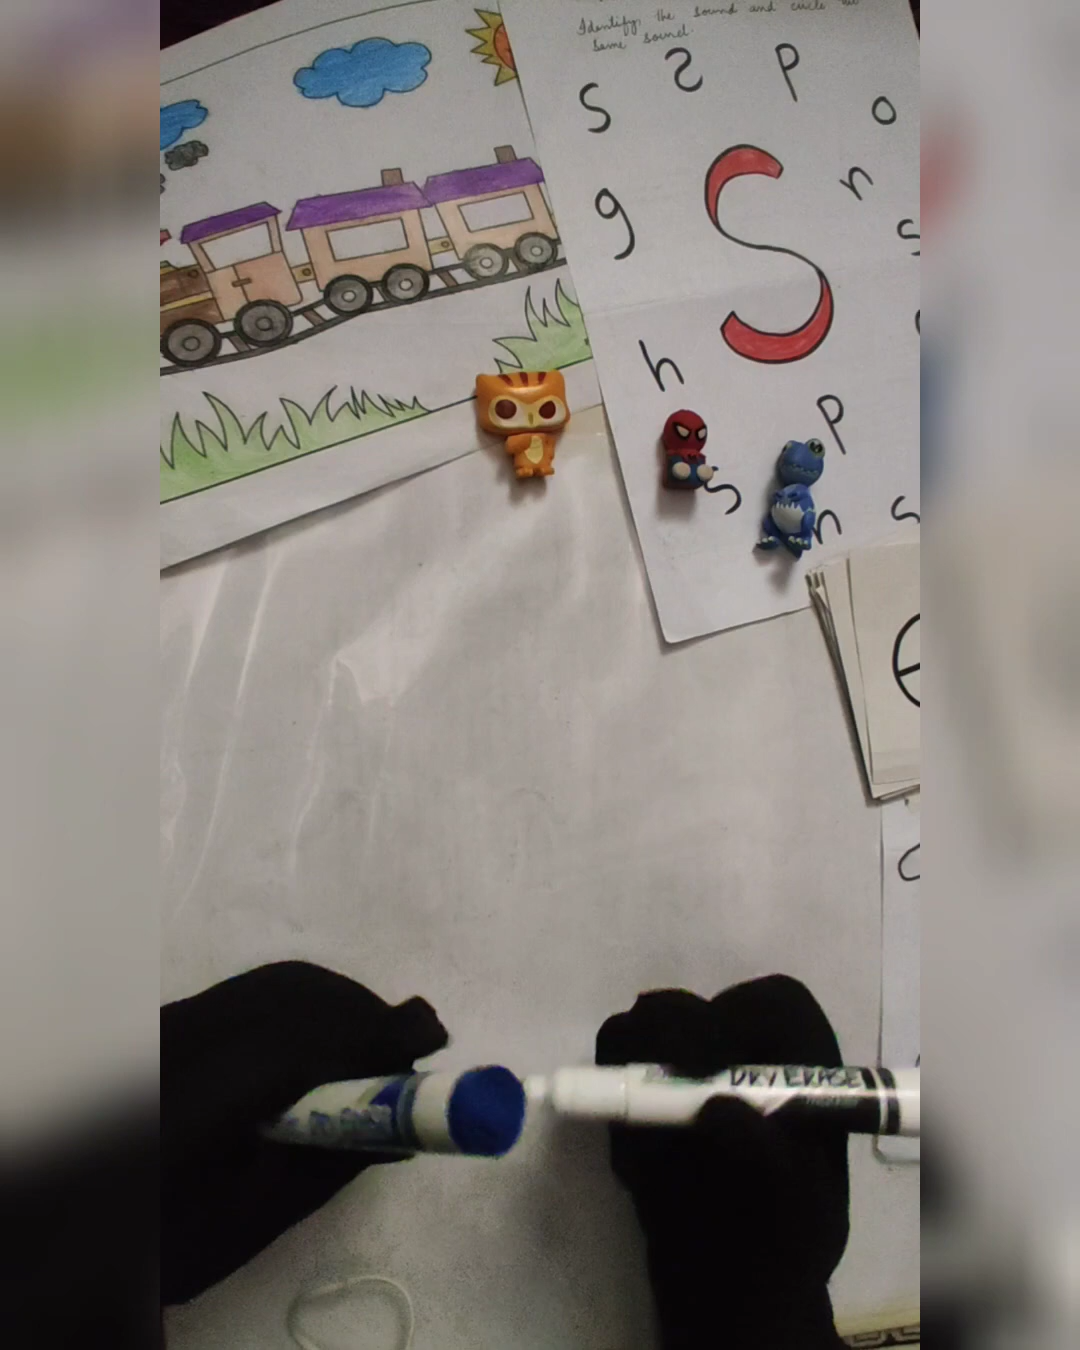 Identify the sound and circle the
same sound.
S S p
o
g n
S
S
h
p
S
n S
e
DRY ERASE